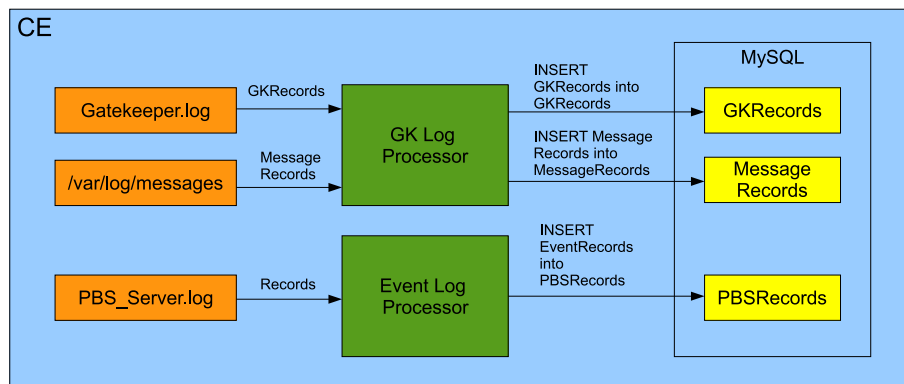 CE
MySQL
Gatekeeper.log
GKRecords
GK Log
Processor
INSERT
GKRecords into
GKRecords
GKRecords
/var/log/messages
Message
Records
INSERT Message
Records into
MessageRecords
Message
Records
PBS_Server.log
Records
Event Log
Processor
INSERT
EventRecords
into
PBSRecords
PBSRecords